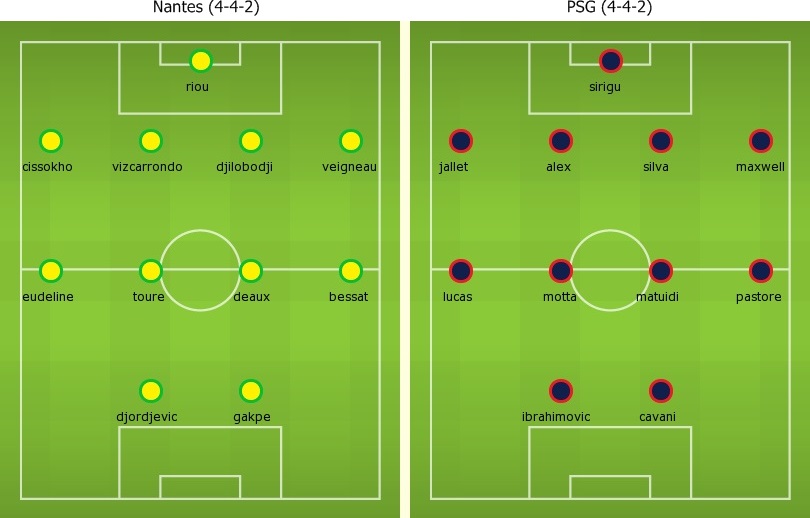 Nantes (4-4-2)
riou
cissokho vizcarrondo djilobodji veigneau
eudeline toure deaux bessat
djordjevic gakpe
PSG (4-4-2)
sirigu
jallet alex silva maxwell
lucas motta matuidi pastore
ibrahimovic cavani